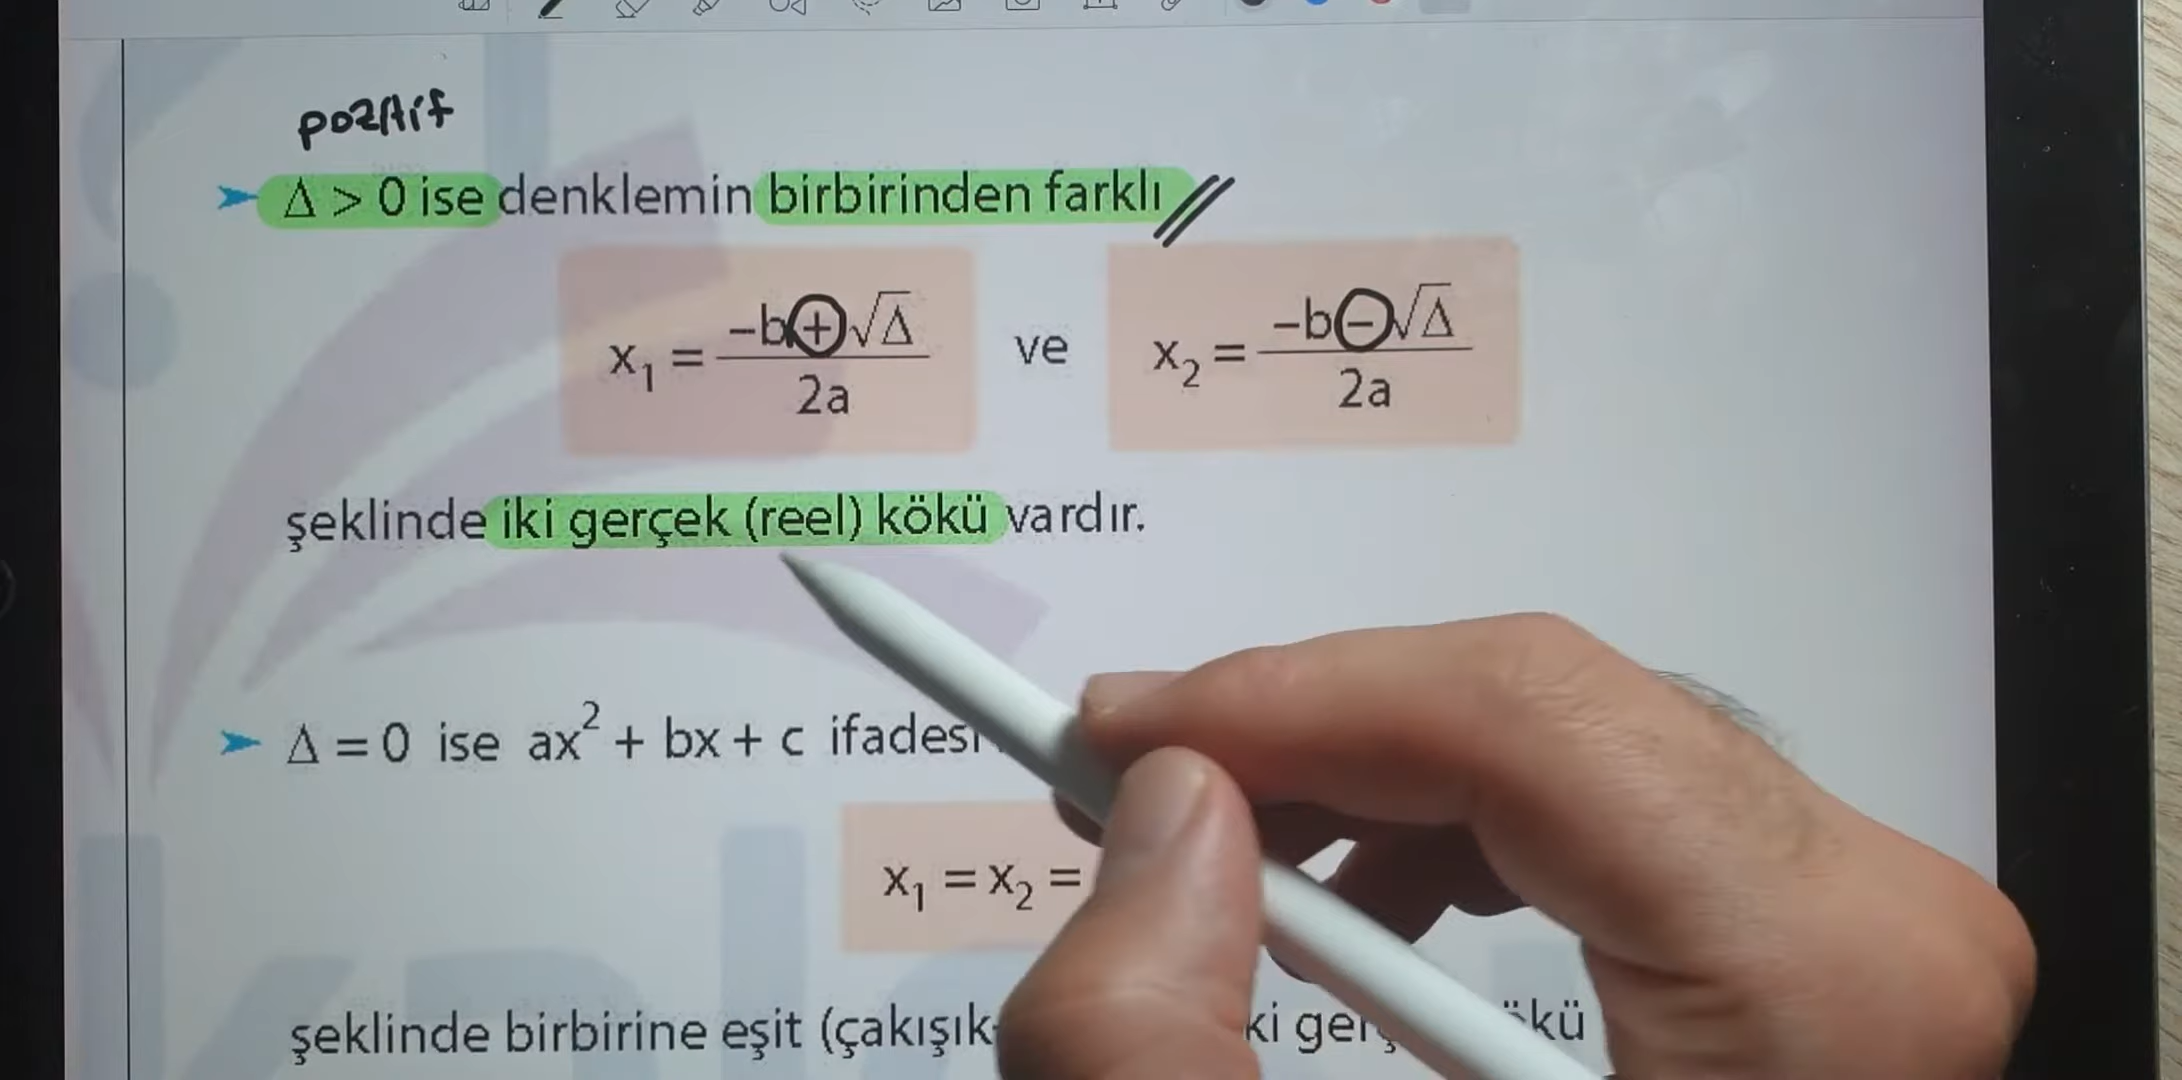 pozitif
➤ Δ > 0 ise denklemin birbirinden farklı
x₁ = (-b+√Δ)/2a ve x₂ = (-b-√Δ)/2a
şeklinde iki gerçek (reel) kökü vardır.
➤ Δ = 0 ise ax² + bx + c ifadesi
x₁ = x₂ =
şeklinde birbirine eşit (çakışık